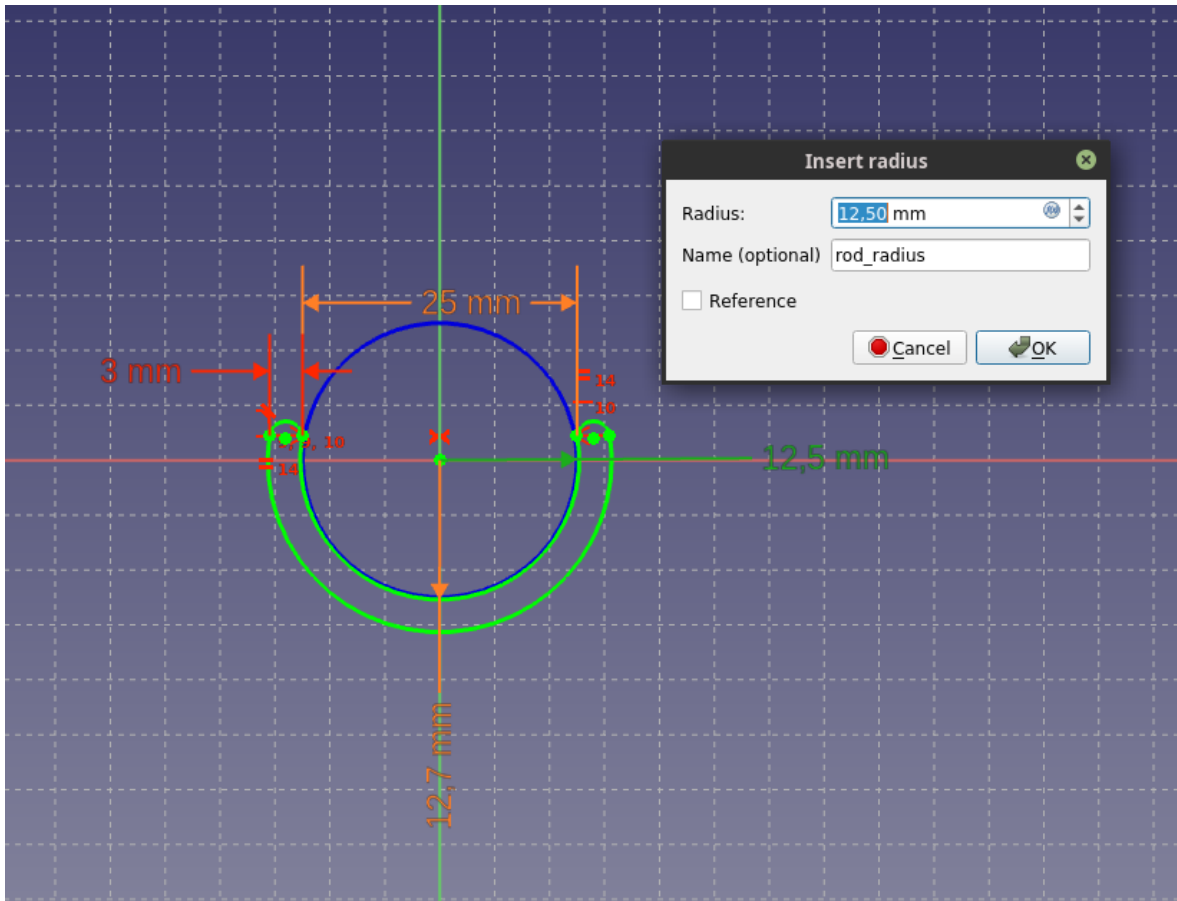 Insert radius
Radius:
12,50 mm
Name (optional)
rod_radius
Reference
Cancel
OK
25 mm
3 mm
14
10
10
14
12,5 mm
12,7 mm